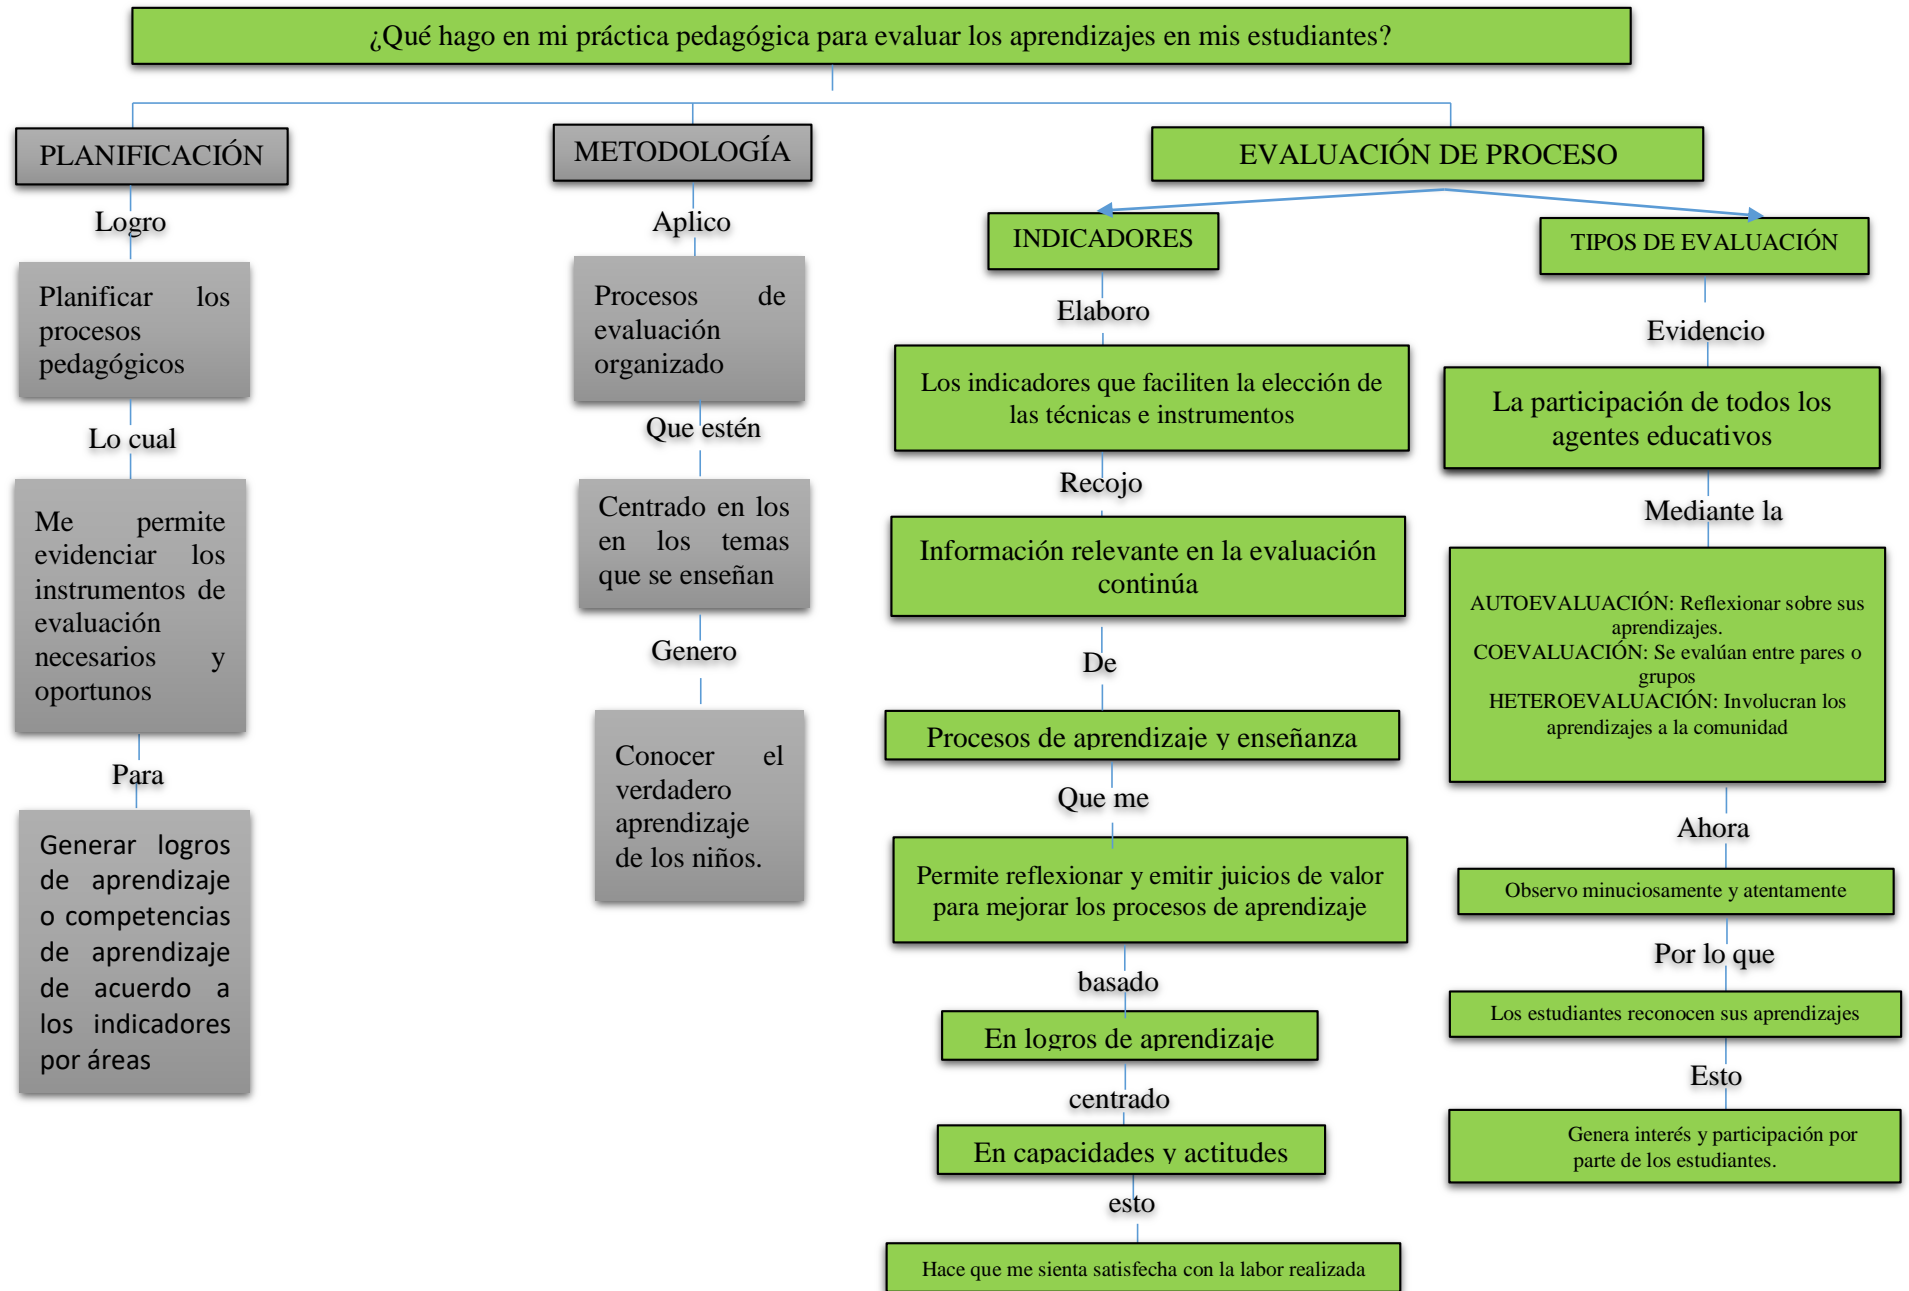 ¿Qué hago en mi práctica pedagógica para evaluar los aprendizajes en mis estudiantes?
PLANIFICACIÓN
Logro
Planificar los
procesos
pedagógicos
Lo cual
Me permite
evidenciar los
instrumentos de
evaluación
necesarios y
oportunos
Para
Generar logros
de aprendizaje
o competencias
de aprendizaje
de acuerdo a
los indicadores
por áreas
METODOLOGÍA
Aplico
Procesos de
evaluación
organizado
Que estén
Centrado en los
en los temas
que se enseñan
Genero
Conocer el
verdadero
aprendizaje
de los niños.
EVALUACIÓN DE PROCESO
INDICADORES
Elaboro
Los indicadores que faciliten la elección de
las técnicas e instrumentos
Recojo
Información relevante en la evaluación
continúa
De
Procesos de aprendizaje y enseñanza
Que me
Permite reflexionar y emitir juicios de valor
para mejorar los procesos de aprendizaje
basado
En logros de aprendizaje
centrado
En capacidades y actitudes
esto
Hace que me sienta satisfecha con la labor realizada
TIPOS DE EVALUACIÓN
Evidencio
La participación de todos los
agentes educativos
Mediante la
AUTOEVALUACIÓN: Reflexionar sobre sus
aprendizajes.
COEVALUACIÓN: Se evalúan entre pares o
grupos
HETEROEVALUACIÓN: Involucran los
aprendizajes a la comunidad
Ahora
Observo minuciosamente y atentamente
Por lo que
Los estudiantes reconocen sus aprendizajes
Esto
Genera interés y participación por
parte de los estudiantes.